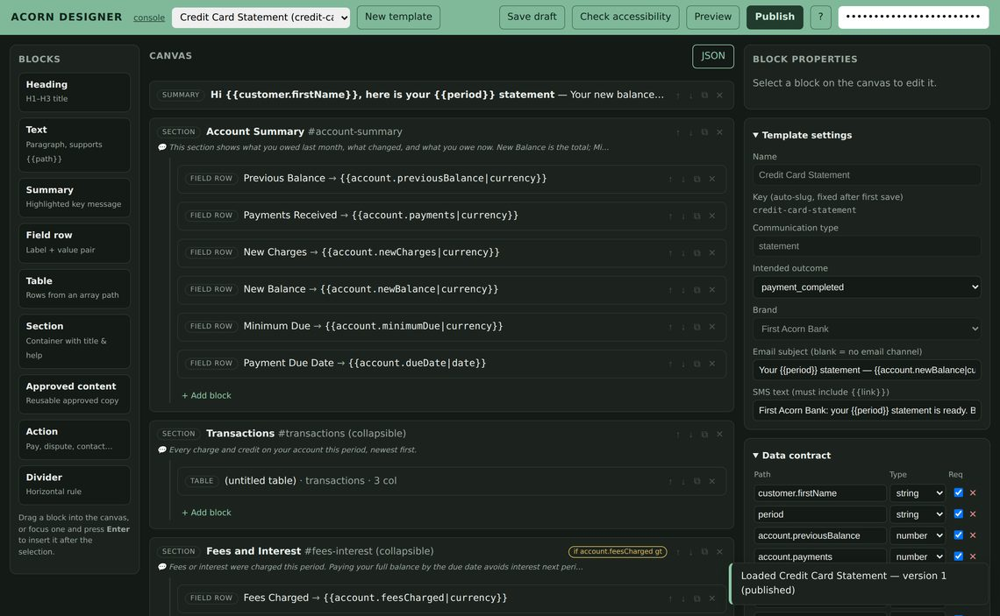 ACORN DESIGNER
console
Credit Card Statement (credit-ca
New template
Save draft
Check accessibility
Preview
Publish
?
••••••••••••••••••••••••
BLOCKS
Heading
H1–H3 title
Text
Paragraph, supports
{{path}}
Summary
Highlighted key message
Field row
Label + value pair
Table
Rows from an array path
Section
Container with title &
help
Approved content
Reusable approved copy
Action
Pay, dispute, contact…
Divider
Horizontal rule
Drag a block into the canvas,
or focus one and press Enter
to insert it after the
selection.
CANVAS
JSON
SUMMARY Hi {{customer.firstName}}, here is your {{period}} statement — Your new balance…
SECTION Account Summary #account-summary
This section shows what you owed last month, what changed, and what you owe now. New Balance is the total; Mi…
FIELD ROW Previous Balance → {{account.previousBalance|currency}}
FIELD ROW Payments Received → {{account.payments|currency}}
FIELD ROW New Charges → {{account.newCharges|currency}}
FIELD ROW New Balance → {{account.newBalance|currency}}
FIELD ROW Minimum Due → {{account.minimumDue|currency}}
FIELD ROW Payment Due Date → {{account.dueDate|date}}
+ Add block
SECTION Transactions #transactions (collapsible)
Every charge and credit on your account this period, newest first.
TABLE (untitled table) · transactions · 3 col
+ Add block
SECTION Fees and Interest #fees-interest (collapsible) if account.feesCharged gt
Fees or interest were charged this period. Paying your full balance by the due date avoids interest next peri…
FIELD ROW Fees Charged → {{account.feesCharged|currency}}
BLOCK PROPERTIES
Select a block on the canvas to edit it.
▼ Template settings
Name
Credit Card Statement
Key (auto-slug, fixed after first save)
credit-card-statement
Communication type
statement
Intended outcome
payment_completed
Brand
First Acorn Bank
Email subject (blank = no email channel)
Your {{period}} statement — {{account.newBalance|cu
SMS text (must include {{link}})
First Acorn Bank: your {{period}} statement is ready. B
▼ Data contract
Path Type Req
customer.firstName string
period string
account.previousBalance number
account.payments number
Loaded Credit Card Statement — version 1
(published)